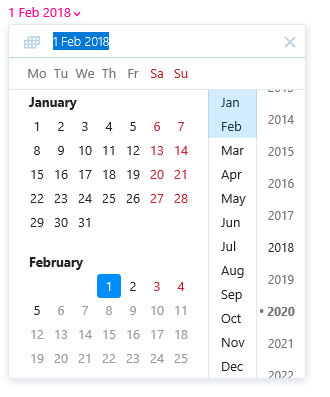 1 Feb 2018
1 Feb 2018
Mo Tu We Th Fr Sa Su
January
1 2 3 4 5 6 7
8 9 10 11 12 13 14
15 16 17 18 19 20 21
22 23 24 25 26 27 28
29 30 31
February
1 2 3 4
5 6 7 8 9 10 11
12 13 14 15 16 17 18
19 20 21 22 23 24 25
Jan
Feb
Mar
Apr
May
Jun
Jul
Aug
Sep
Oct
Nov
Dec
2013
2014
2015
2016
2017
2018
2019
• 2020
2021
2022